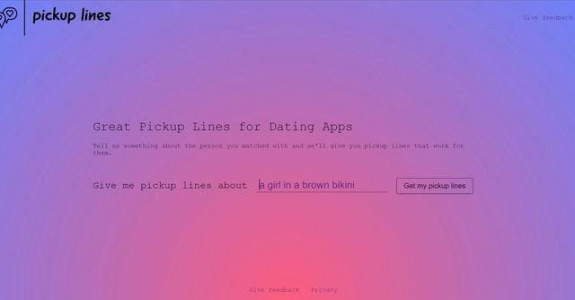 pickup lines
Give feedback
Great Pickup Lines for Dating Apps
Tell us something about the person you matched with and we'll give you pickup lines that work for
them.
Give me pickup lines about a girl in a brown bikini Get my pickup lines
Give feedback Privacy